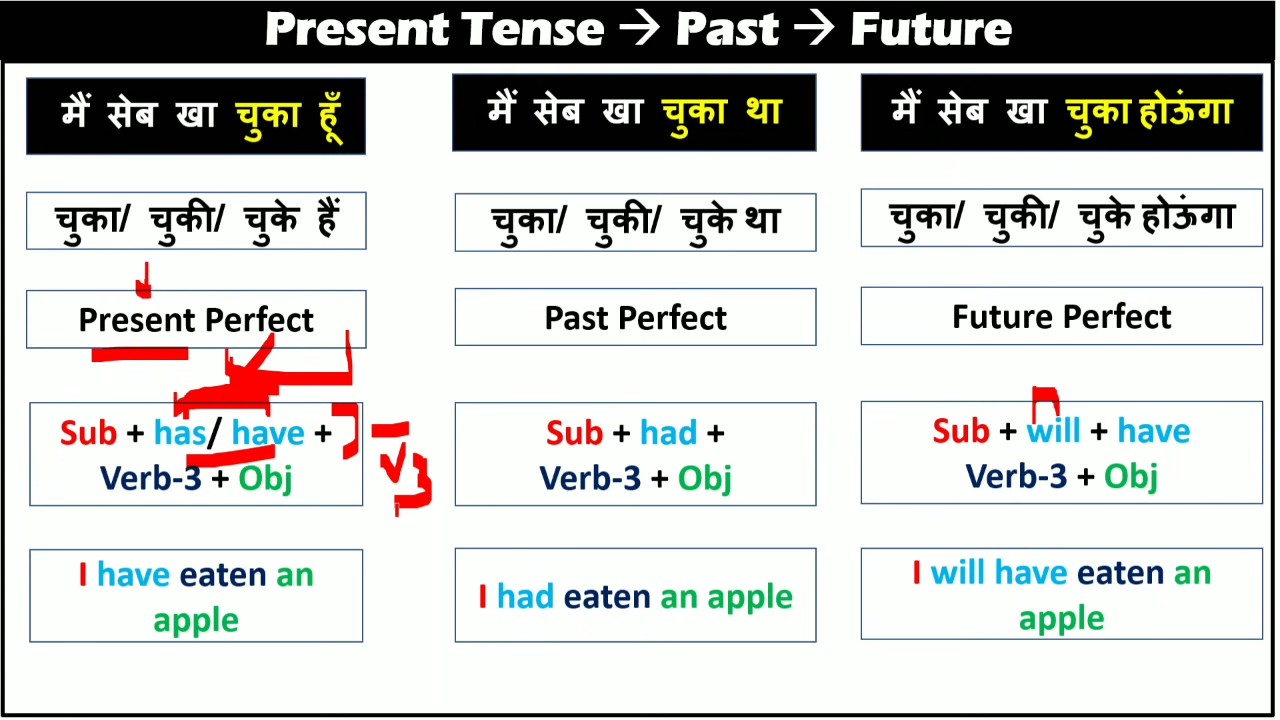 Present Tense → Past → Future
मैं सेब खा चुका हूँ
मैं सेब खा चुका था
मैं सेब खा चुका होऊंगा
चुका/ चुकी/ चुके हैं
चुका/ चुकी/ चुके था
चुका/ चुकी/ चुके होऊंगा
Present Perfect
Past Perfect
Future Perfect
Sub + has/ have +
Verb-3 + Obj
V3
Sub + had +
Verb-3 + Obj
Sub + will + have
Verb-3 + Obj
I have eaten an
apple
I had eaten an apple
I will have eaten an
apple